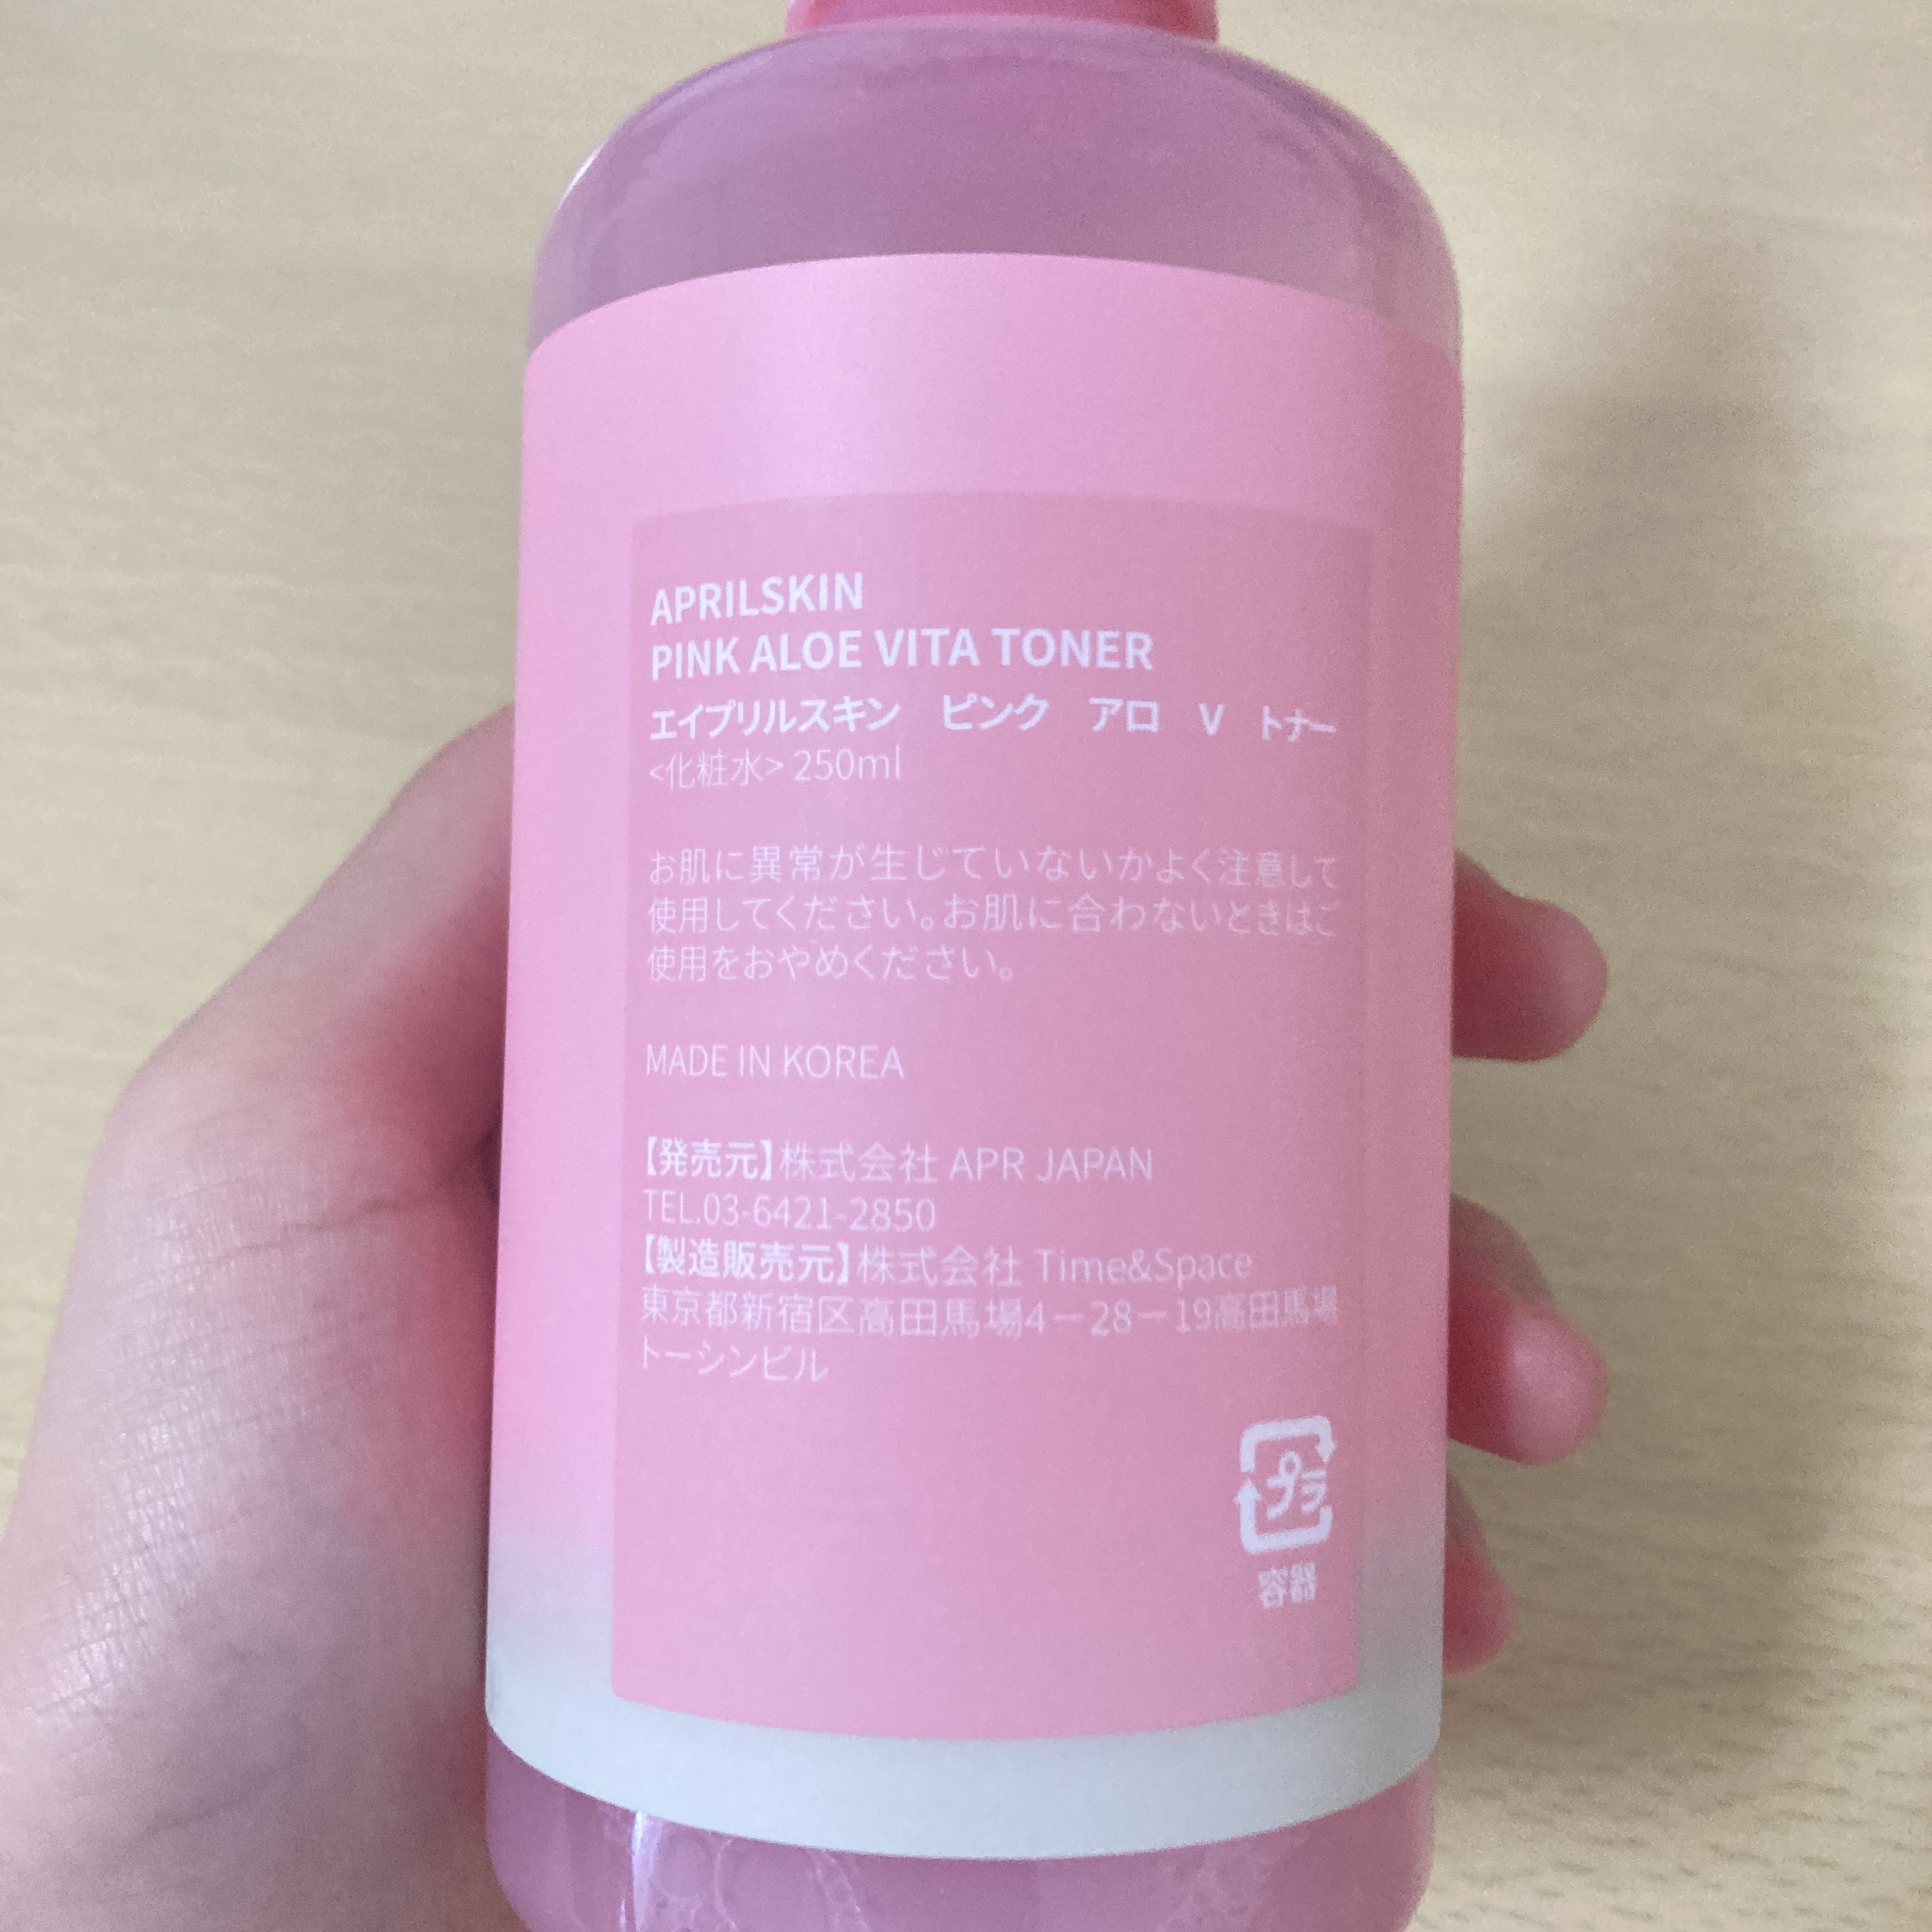 APRILSKIN
PINK ALOE VITA TONER
エイプリルスキン　ピンク　アロ　V　トナー
<化粧水> 250ml
お肌に異常が生じていないかよく注意して
使用してください。お肌に合わないときはご
使用をおやめください。
MADE IN KOREA
【発売元】株式会社 APR JAPAN
TEL.03-6421-2850
【製造販売元】株式会社 Time&Space
東京都新宿区高田馬場4－28－19高田馬場
トーシンビル
プラ
容器